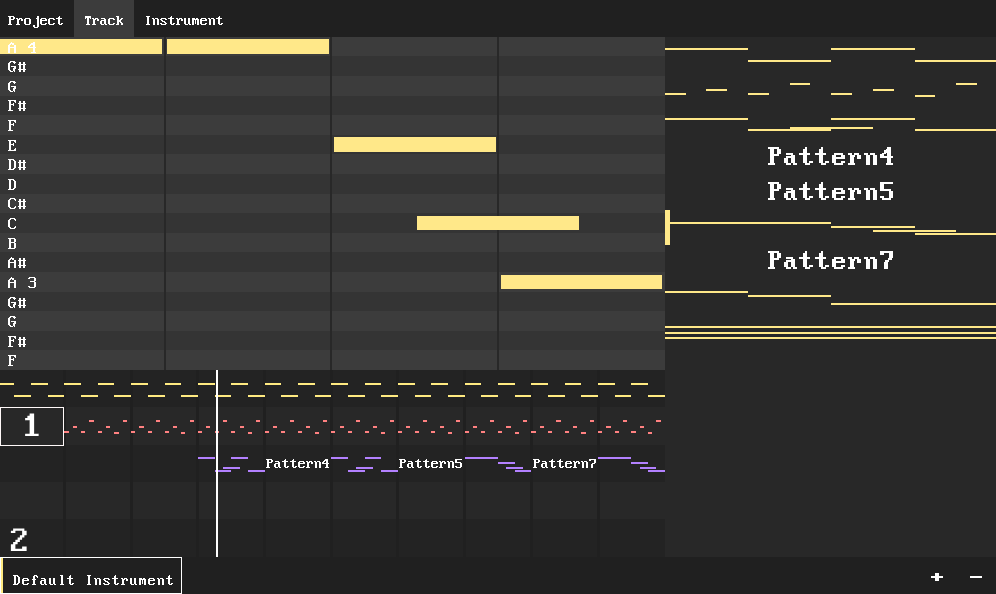 Project Track Instrument
A 4
G#
G
F#
F
E
D#
D
C#
C
B
A#
A 3
G#
G
F#
F
Pattern4
Pattern5
Pattern7
1
Pattern4 Pattern5 Pattern7
2
Default Instrument + −